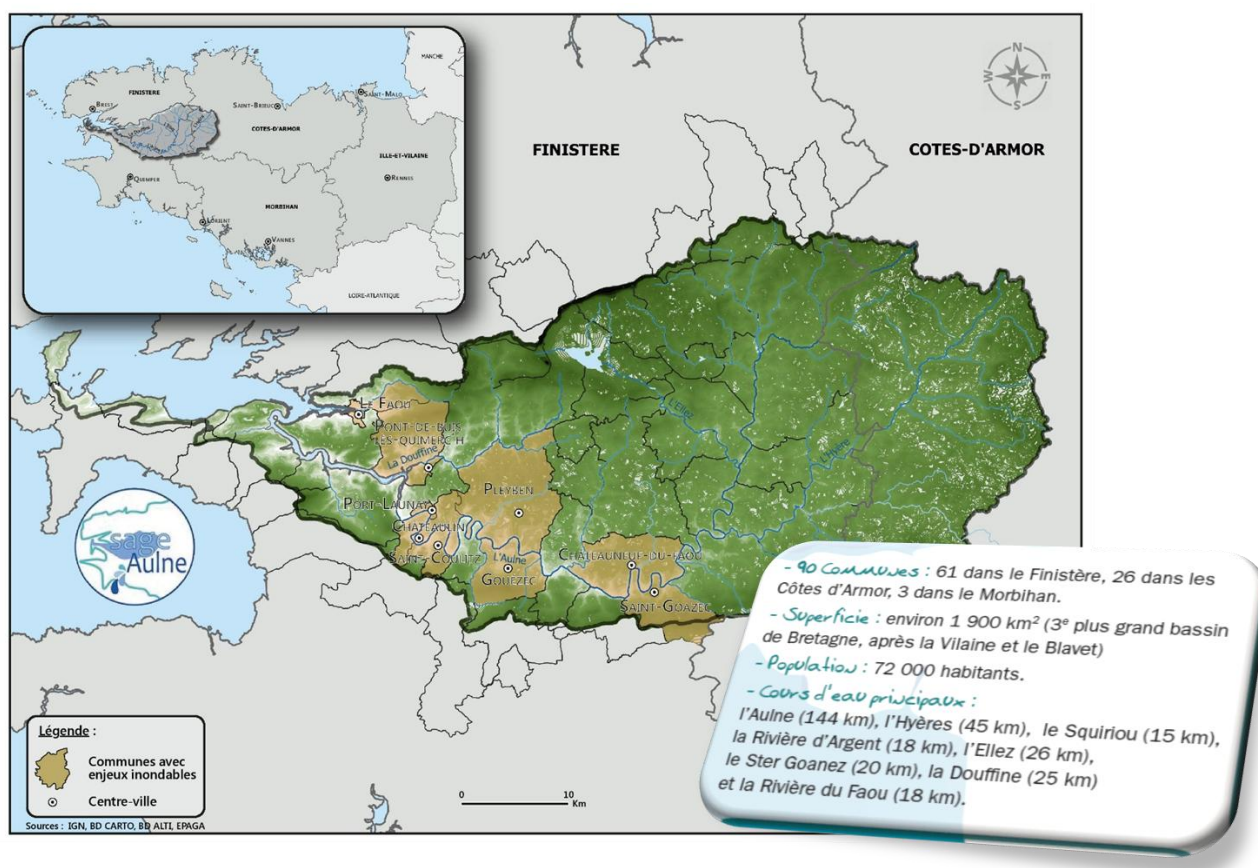 MANCHE
FINISTERE
BREST
SAINT-BRIEUC
SAINT-MALO
COTES-D'ARMOR
ILLE-ET-VILAINE
QUIMPER
RENNES
MORBIHAN
LORIENT
VANNES
LOIRE-ATLANTIQUE
N
W E
S
FINISTERE
COTES-D'ARMOR
LE FAOU
PONT-DE-BUIS
LES-QUIMERCH
La Douffine
L'Ellez
L'Hyère
PLEYBEN
PORT-LAUNAY
CHATEAULIN
SAINT-COULITZ
L'Aulne
GOUEZEC
CHATEAUNEUF-DU-FAOU
SAINT-GOAZEC
sage
Aulne
- 90 Communes : 61 dans le Finistère, 26 dans les
Côtes d'Armor, 3 dans le Morbihan.
- Superficie : environ 1 900 km² (3e plus grand bassin
de Bretagne, après la Vilaine et le Blavet)
- Population : 72 000 habitants.
- Cours d'eau principaux :
l'Aulne (144 km), l'Hyères (45 km), le Squiriou (15 km),
la Rivière d'Argent (18 km), l'Ellez (26 km),
le Ster Goanez (20 km), la Douffine (25 km)
et la Rivière du Faou (18 km).
Légende :
Communes avec
enjeux inondables
Centre-ville
0 10
Km
Sources : IGN, BD CARTO, BD ALTI, EPAGA